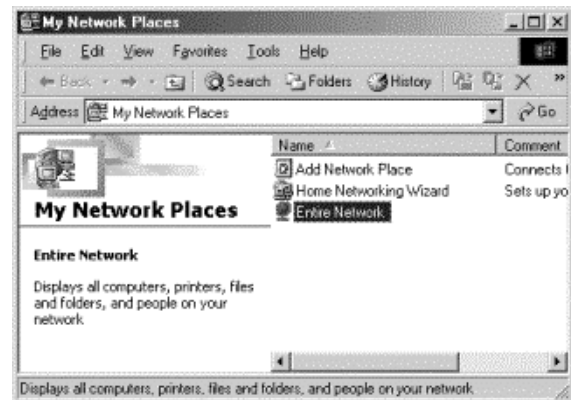 My Network Places
File Edit View Favorites Tools Help
Back Search Folders History »
Address My Network Places Go
Name Comment
Add Network Place Connects
Home Networking Wizard Sets up yo
Entire Network
My Network Places
Entire Network
Displays all computers, printers, files
and folders, and people on your
network
Displays all computers, printers, files and folders, and people on your network